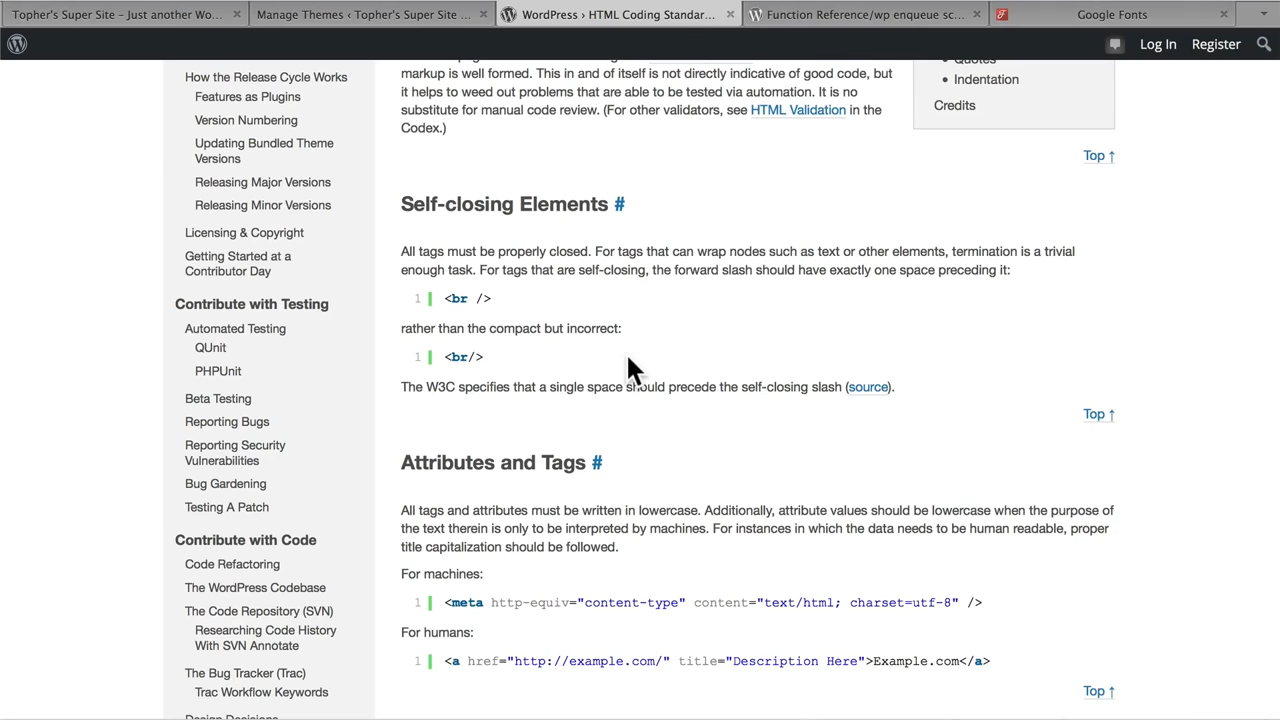 Topher's Super Site – Just another Wo...
Manage Themes ‹ Topher's Super Site ...
WordPress › HTML Coding Standar...
Function Reference/wp enqueue sc...
Google Fonts
Log In
Register
How the Release Cycle Works
Features as Plugins
Version Numbering
Updating Bundled Theme
Versions
Releasing Major Versions
Releasing Minor Versions
Licensing & Copyright
Getting Started at a
Contributor Day
Contribute with Testing
Automated Testing
QUnit
PHPUnit
Beta Testing
Reporting Bugs
Reporting Security
Vulnerabilities
Bug Gardening
Testing A Patch
Contribute with Code
Code Refactoring
The WordPress Codebase
The Code Repository (SVN)
Researching Code History
With SVN Annotate
The Bug Tracker (Trac)
Trac Workflow Keywords
Design Decisions
markup is well formed. This in and of itself is not directly indicative of good code, but
it helps to weed out problems that are able to be tested via automation. It is no
substitute for manual code review. (For other validators, see HTML Validation in the
Codex.)
Quotes
Indentation
Credits
Top ↑
Self-closing Elements #
All tags must be properly closed. For tags that can wrap nodes such as text or other elements, termination is a trivial
enough task. For tags that are self-closing, the forward slash should have exactly one space preceding it:
1 <br />
rather than the compact but incorrect:
1 <br/>
The W3C specifies that a single space should precede the self-closing slash (source).
Top ↑
Attributes and Tags #
All tags and attributes must be written in lowercase. Additionally, attribute values should be lowercase when the purpose of
the text therein is only to be interpreted by machines. For instances in which the data needs to be human readable, proper
title capitalization should be followed.
For machines:
1 <meta http-equiv="content-type" content="text/html; charset=utf-8" />
For humans:
1 <a href="http://example.com/" title="Description Here">Example.com</a>
Top ↑